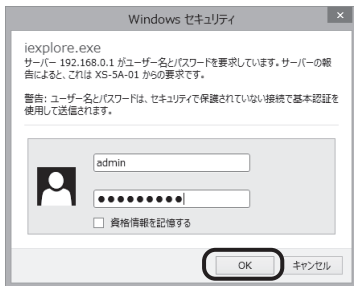 Windows セキュリティ
iexplore.exe
サーバー 192.168.0.1 がユーザー名とパスワードを要求しています。サーバーの報
告によると、これは XS-5A-01 からの要求です。
警告: ユーザー名とパスワードは、セキュリティで保護されていない接続で基本認証を
使用して送信されます。
admin
●●●●●●●●●
資格情報を記憶する
OK
キャンセル